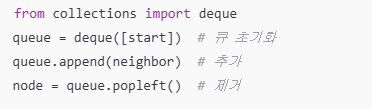 from collections import deque
queue = deque([start])  # 큐 초기화
queue.append(neighbor)  # 추가
node = queue.popleft()  # 제거